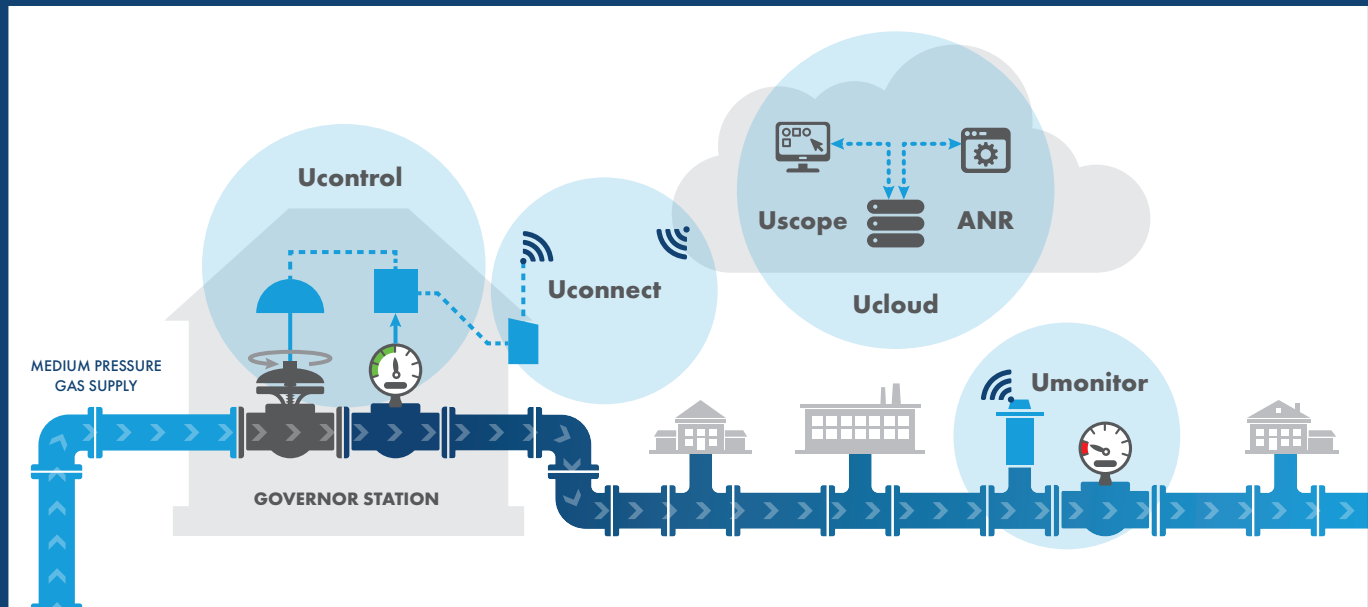 Ucontrol
Uconnect
Uscope
ANR
Ucloud
MEDIUM PRESSURE
GAS SUPPLY
Umonitor
GOVERNOR STATION